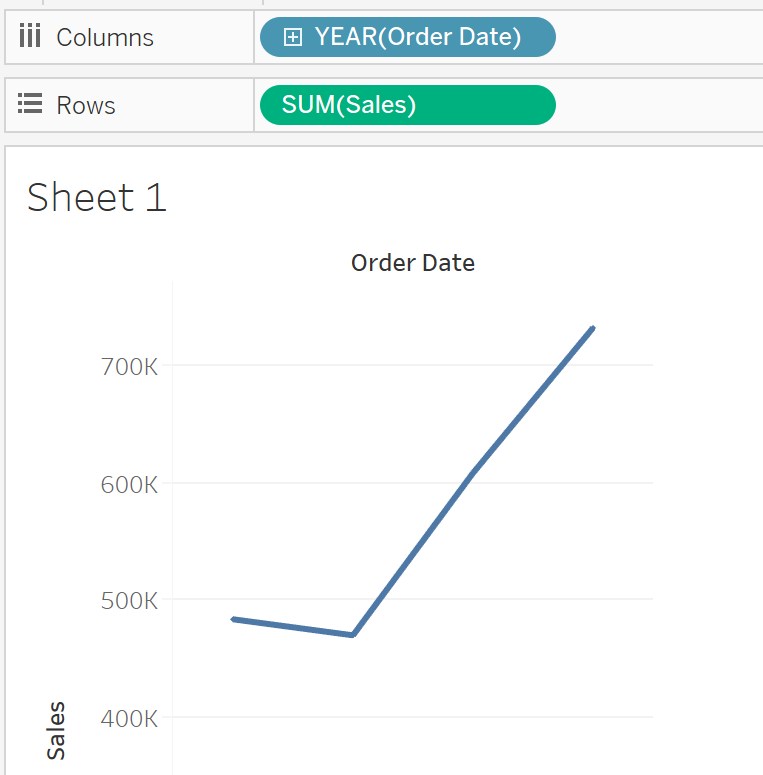 Columns
YEAR(Order Date)
Rows
SUM(Sales)
Sheet 1
Order Date
700K
600K
500K
400K
Sales